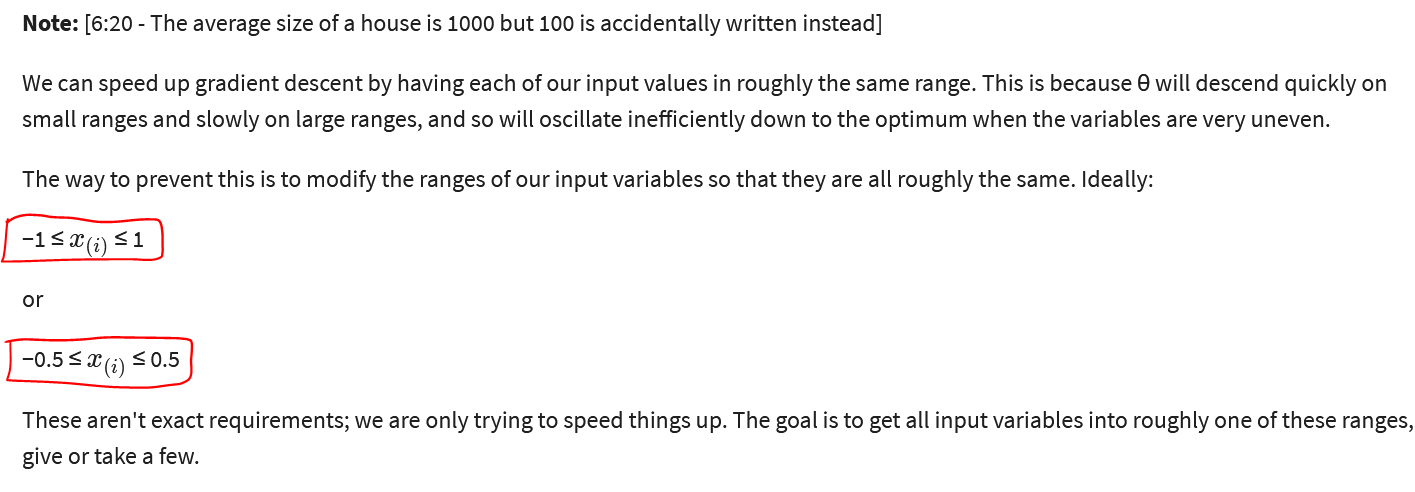 Note: [6:20 - The average size of a house is 1000 but 100 is accidentally written instead]
We can speed up gradient descent by having each of our input values in roughly the same range. This is because θ will descend quickly on
small ranges and slowly on large ranges, and so will oscillate inefficiently down to the optimum when the variables are very uneven.
The way to prevent this is to modify the ranges of our input variables so that they are all roughly the same. Ideally:
−1 ≤ x(i) ≤ 1
or
−0.5 ≤ x(i) ≤ 0.5
These aren't exact requirements; we are only trying to speed things up. The goal is to get all input variables into roughly one of these ranges,
give or take a few.